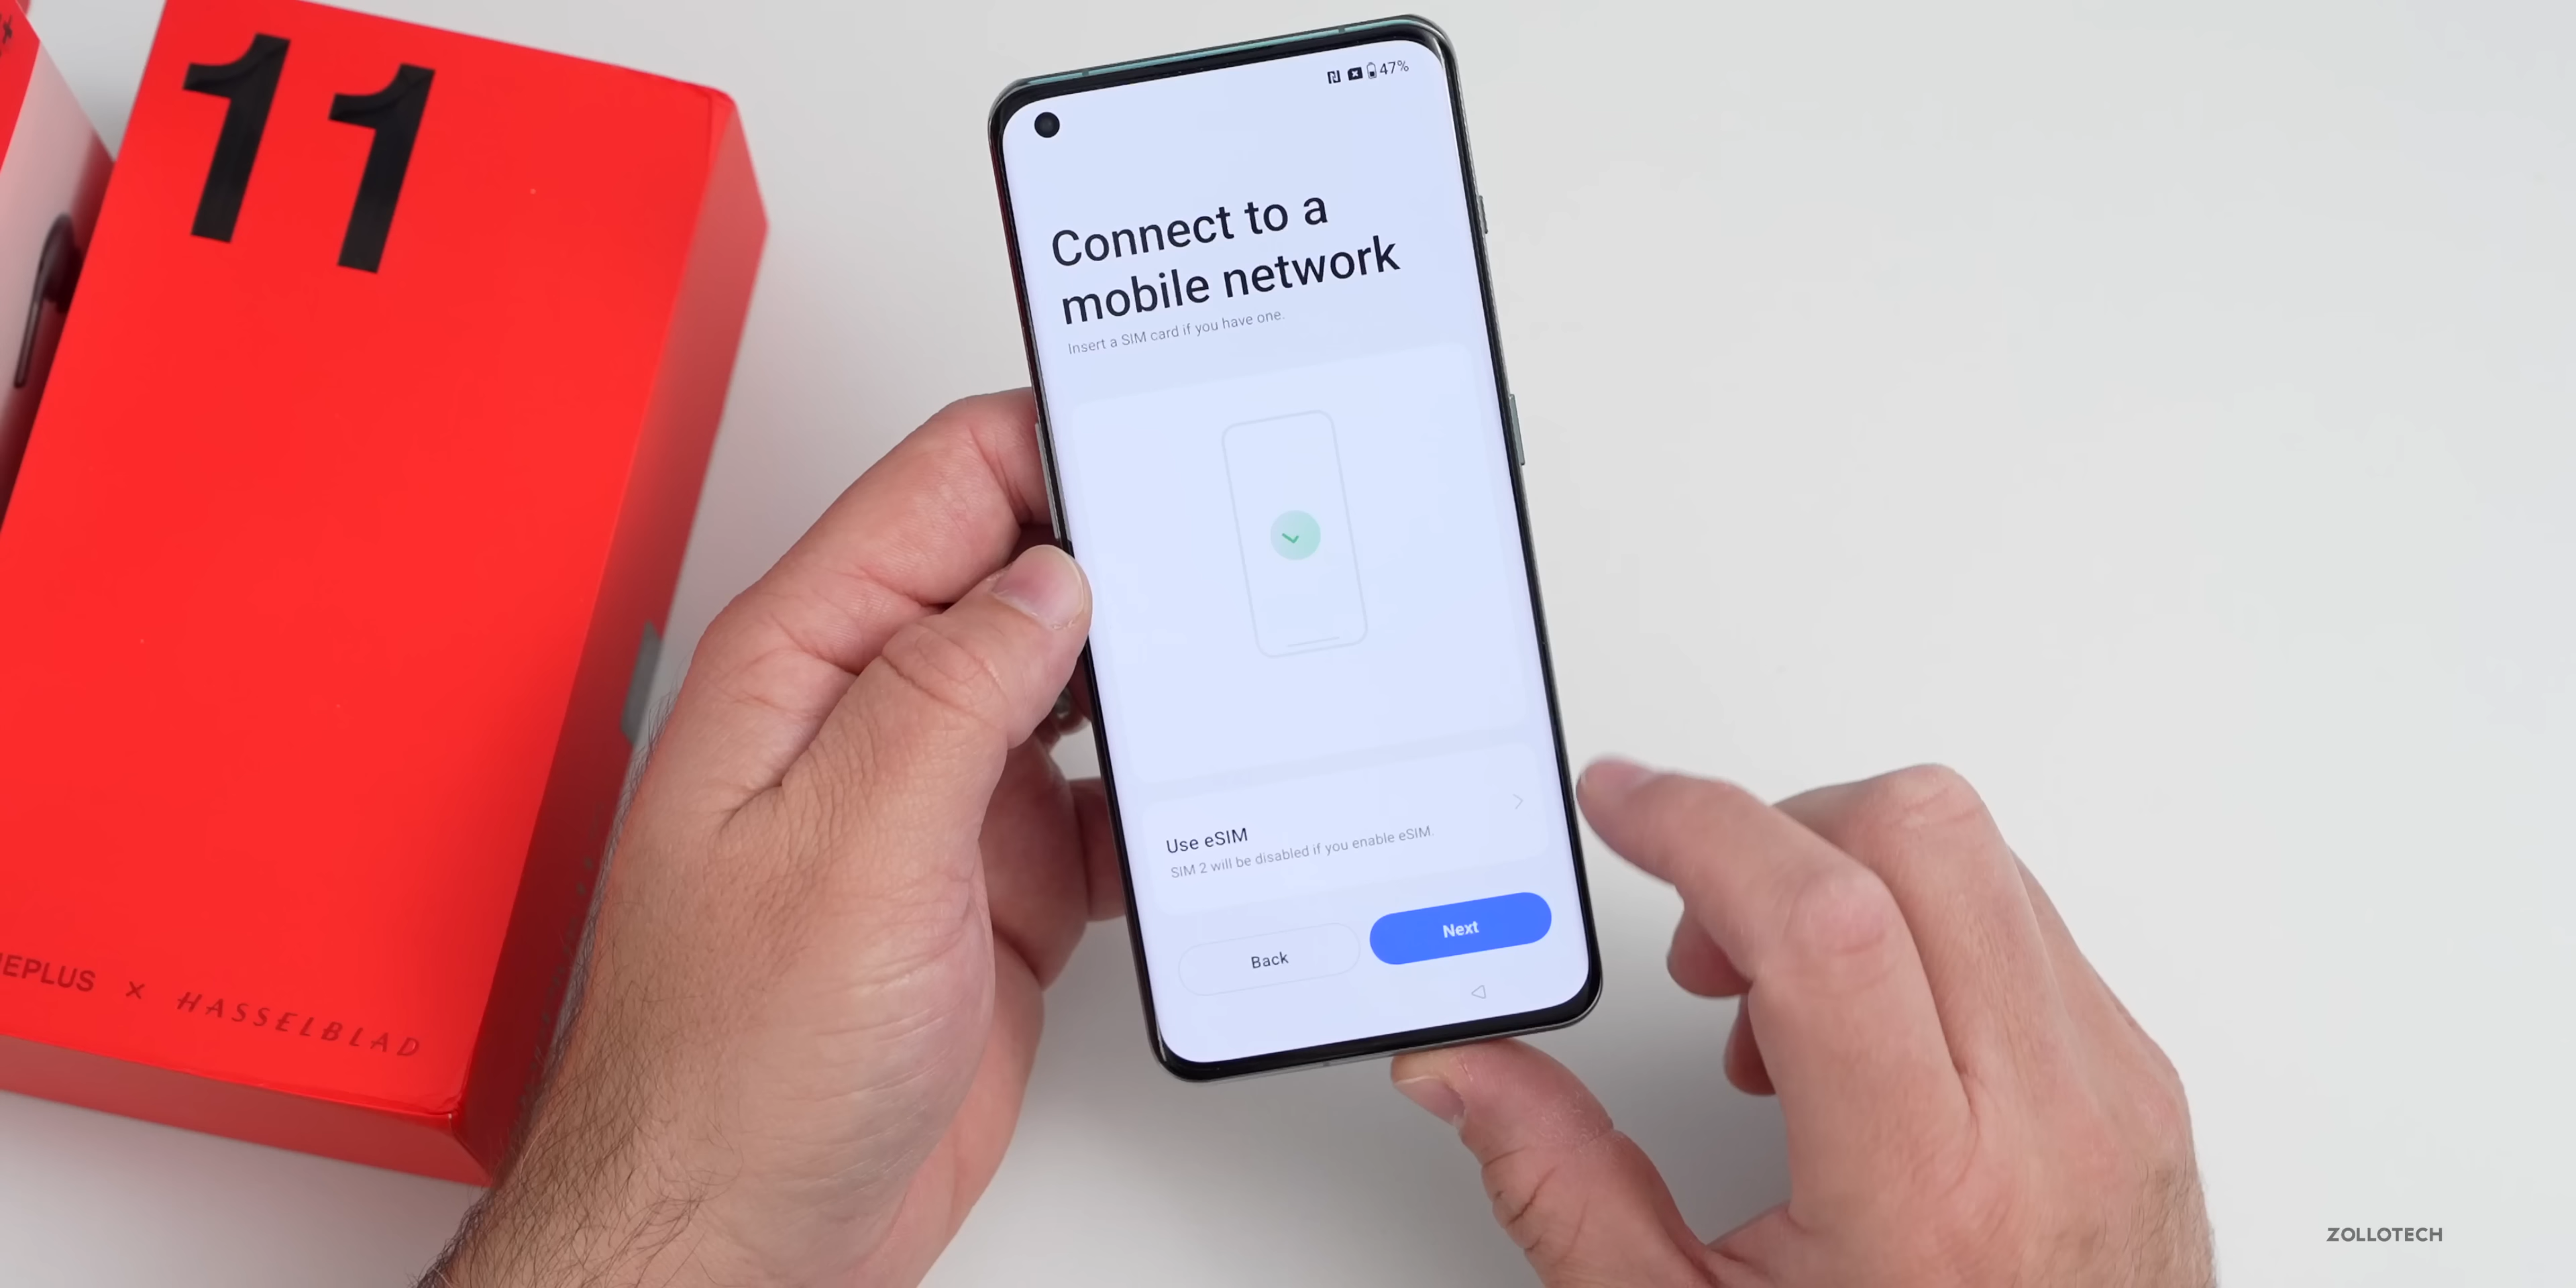 11
EPLUS × HASSELBLAD
47%
Connect to a
mobile network
Insert a SIM card if you have one.
Use eSIM
SIM 2 will be disabled if you enable eSIM.
Back
Next
ZOLLOTECH